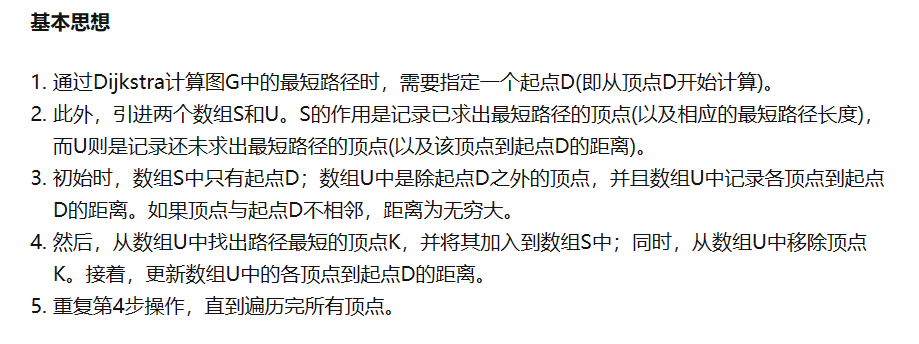 基本思想
1. 通过Dijkstra计算图G中的最短路径时，需要指定一个起点D(即从顶点D开始计算)。
2. 此外，引进两个数组S和U。S的作用是记录已求出最短路径的顶点(以及相应的最短路径长度)，
而U则是记录还未求出最短路径的顶点(以及该顶点到起点D的距离)。
3. 初始时，数组S中只有起点D；数组U中是除起点D之外的顶点，并且数组U中记录各顶点到起点
D的距离。如果顶点与起点D不相邻，距离为无穷大。
4. 然后，从数组U中找出路径最短的顶点K，并将其加入到数组S中；同时，从数组U中移除顶点
K。接着，更新数组U中的各顶点到起点D的距离。
5. 重复第4步操作，直到遍历完所有顶点。